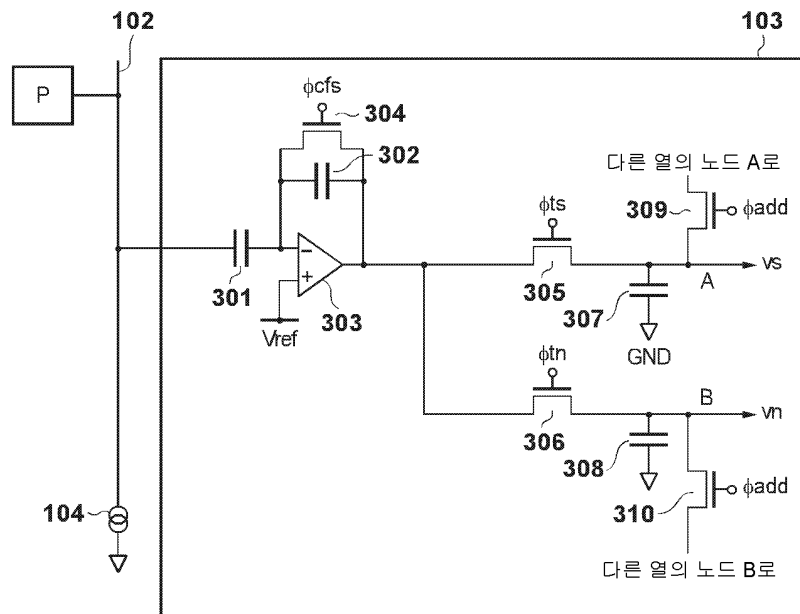 102
103
P
ϕcfs
304
302
다른 열의 노드 A로
309
ϕadd
ϕts
−
+
301
303
Vref
305
307
A
vs
GND
ϕtn
B
vn
306
308
ϕadd
310
104
다른 열의 노드 B로